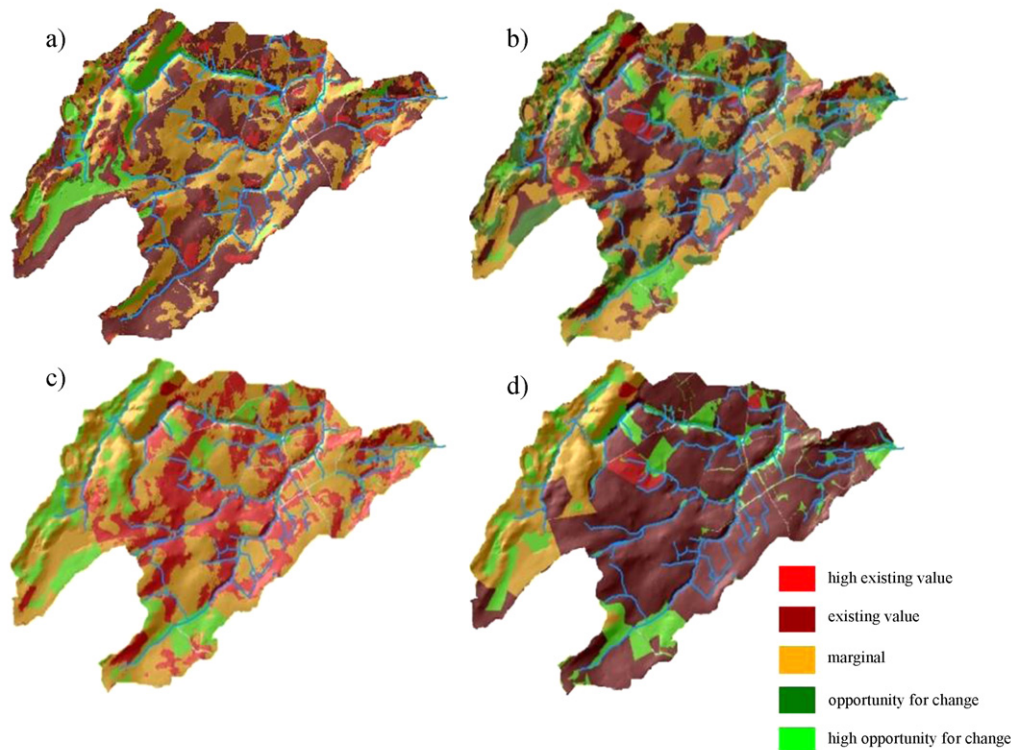 a)
b)
c)
d)
high existing value
existing value
marginal
opportunity for change
high opportunity for change